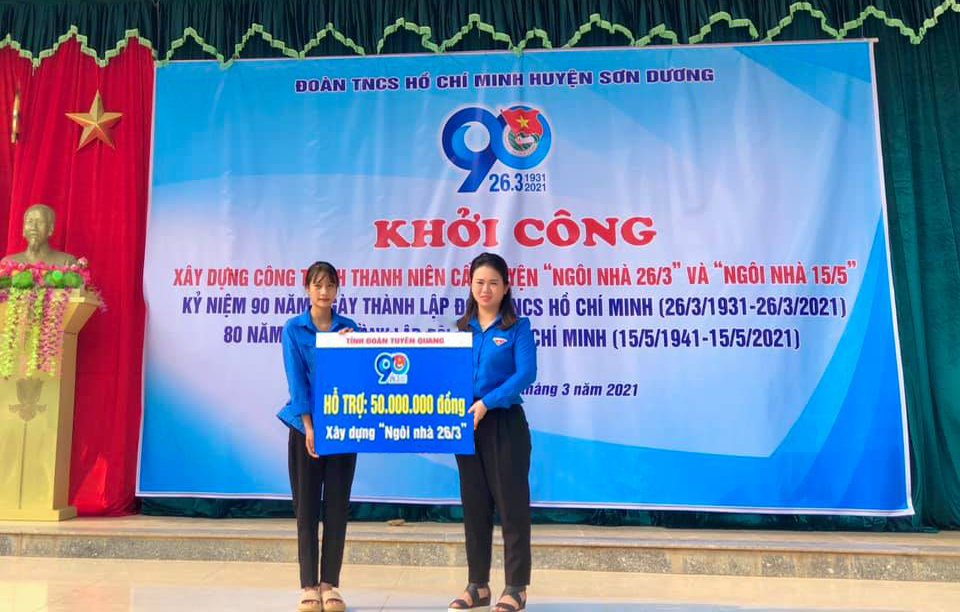 ĐOÀN TNCS HỒ CHÍ MINH HUYỆN SƠN DƯƠNG
90
26.3 1931 2021
KHỞI CÔNG
XÂY DỰNG CÔNG THANH NIÊN "NGÔI NHÀ 26/3" VÀ "NGÔI NHÀ 15/5"
KỶ NIỆM 90 NĂM THÀNH LẬP TNCS HỒ CHÍ MINH (26/3/1931-26/3/2021)
80 NĂM LẬP CHÍ MINH (15/5/1941-15/5/2021)
tháng 3 năm 2021
TỈNH ĐOÀN TUYÊN QUANG
90
HỖ TRỢ: 50.000.000 đồng
Xây dựng "Ngôi nhà 26/3"